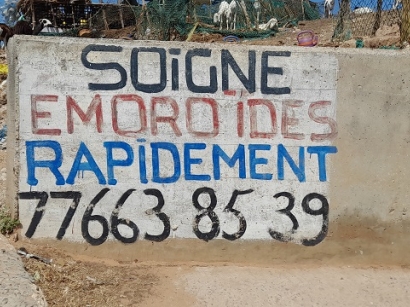 SOiGNE
EMOROiDES
RAPiDEMENT
77663 85 39